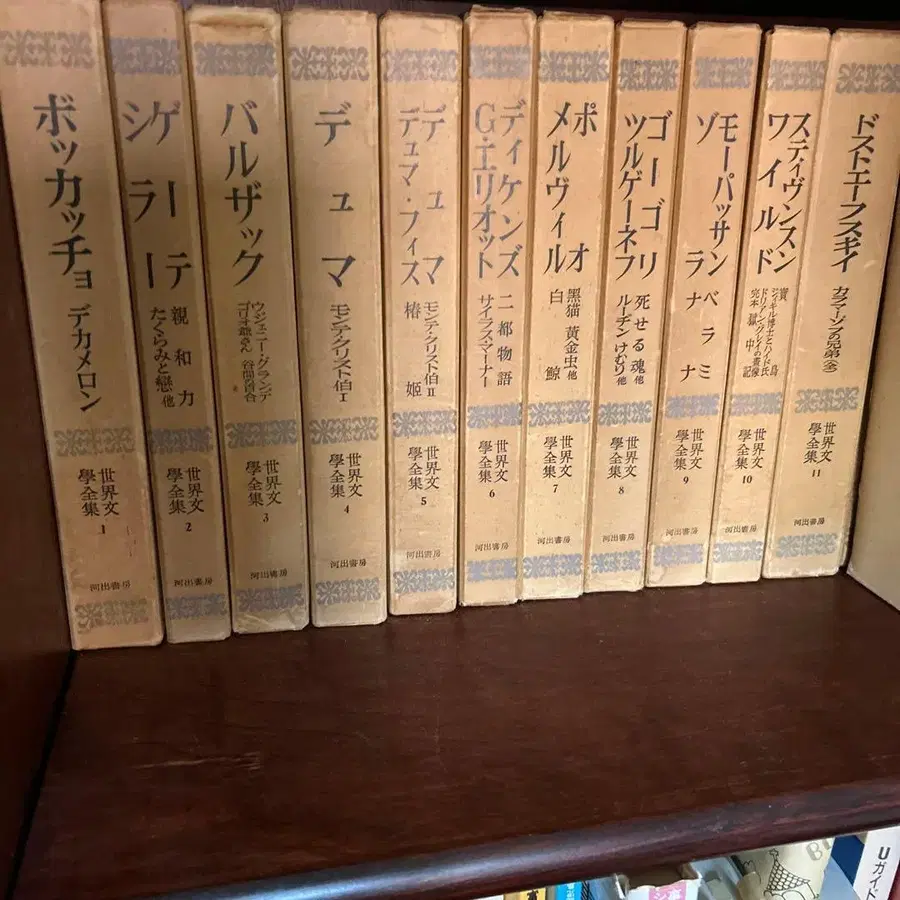 ボッカッチョ
デカメロン
世界文
學全集
1
河出書房
ゲーテ
シラー
親和力
たくらみと戀他
世界文
學全集
2
河出書房
バルザック
ウジェニー・グランデ
ゴリオ爺さん 谷間の百合
世界文
學全集
3
河出書房
デュマ
モンテ・クリスト伯 I
世界文
學全集
4
河出書房
デュマ
デュマ・フィス
モンテ・クリスト伯 II
椿姫
世界文
學全集
5
河出書房
ディケンズ
G・エリオット
二都物語
サイラス・マーナー
世界文
學全集
6
河出書房
ポオ
メルヴィル
黑猫 黄金虫他
白鯨
世界文
學全集
7
河出書房
ゴーゴリ
ツルゲーネフ
死せる魂他
ルーヂン けむり他
世界文
學全集
8
河出書房
モーパッサン
ゾラ
ベラミ
ナナ
世界文
學全集
9
河出書房
スティヴンスン
ワイルド
寶島
ジィキル博士とハイド氏
ドリアン・グレイの畫像
完本獄中記
世界文
學全集
10
河出書房
ドストエーフスキイ
カラマーゾフの兄弟(全)
世界文
學全集
11
河出書房
Uガイド